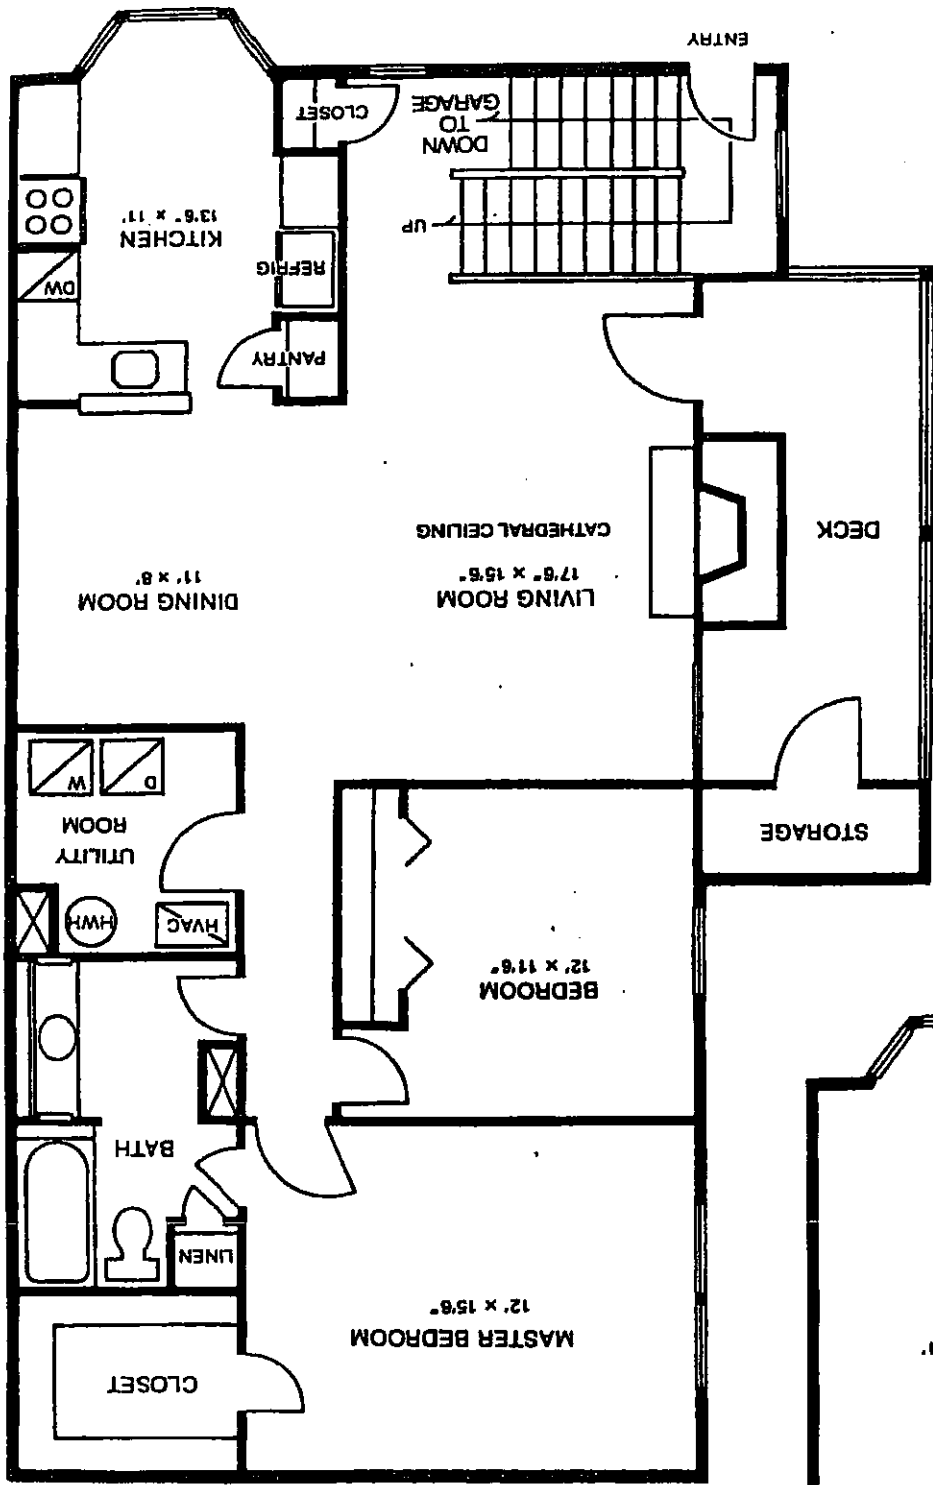 CLOSET
MASTER BEDROOM
12' x 15'6"
LINEN
BATH
BEDROOM
12' x 11'6"
HVAC
HWH
UTILITY
ROOM
STORAGE
D
W
LIVING ROOM
17'6" x 15'6"
CATHEDRAL CEILING
DINING ROOM
11' x 8'
DECK
PANTRY
DW
REFRIG
KITCHEN
13'6" x 11'
UP
DOWN
TO
GARAGE
CLOSET
ENTRY